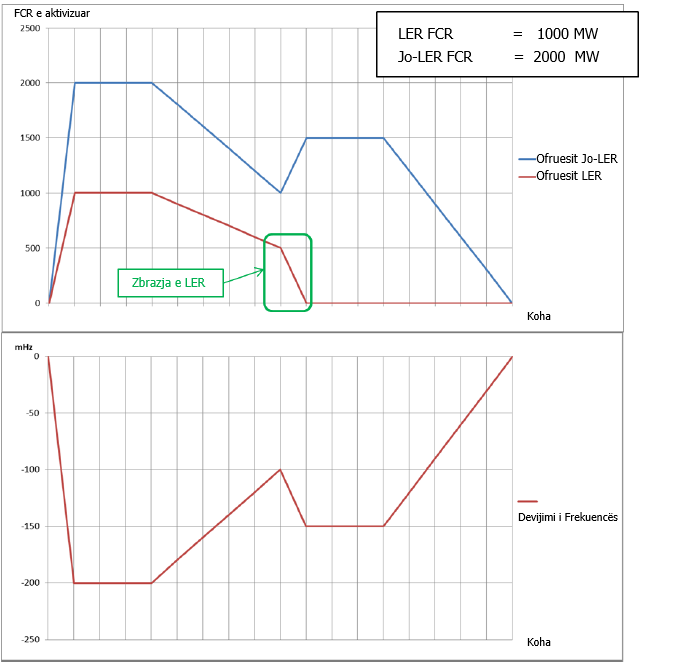 FCR e aktivizuar
LER FCR = 1000 MW
Jo-LER FCR = 2000 MW
2500
2000
1500
1000
500
0
Ofruesit Jo-LER
Ofruesit LER
Zbrazja e LER
Koha
mHz
0
-50
-100
-150
-200
-250
Devijimi i Frekuencës
Koha